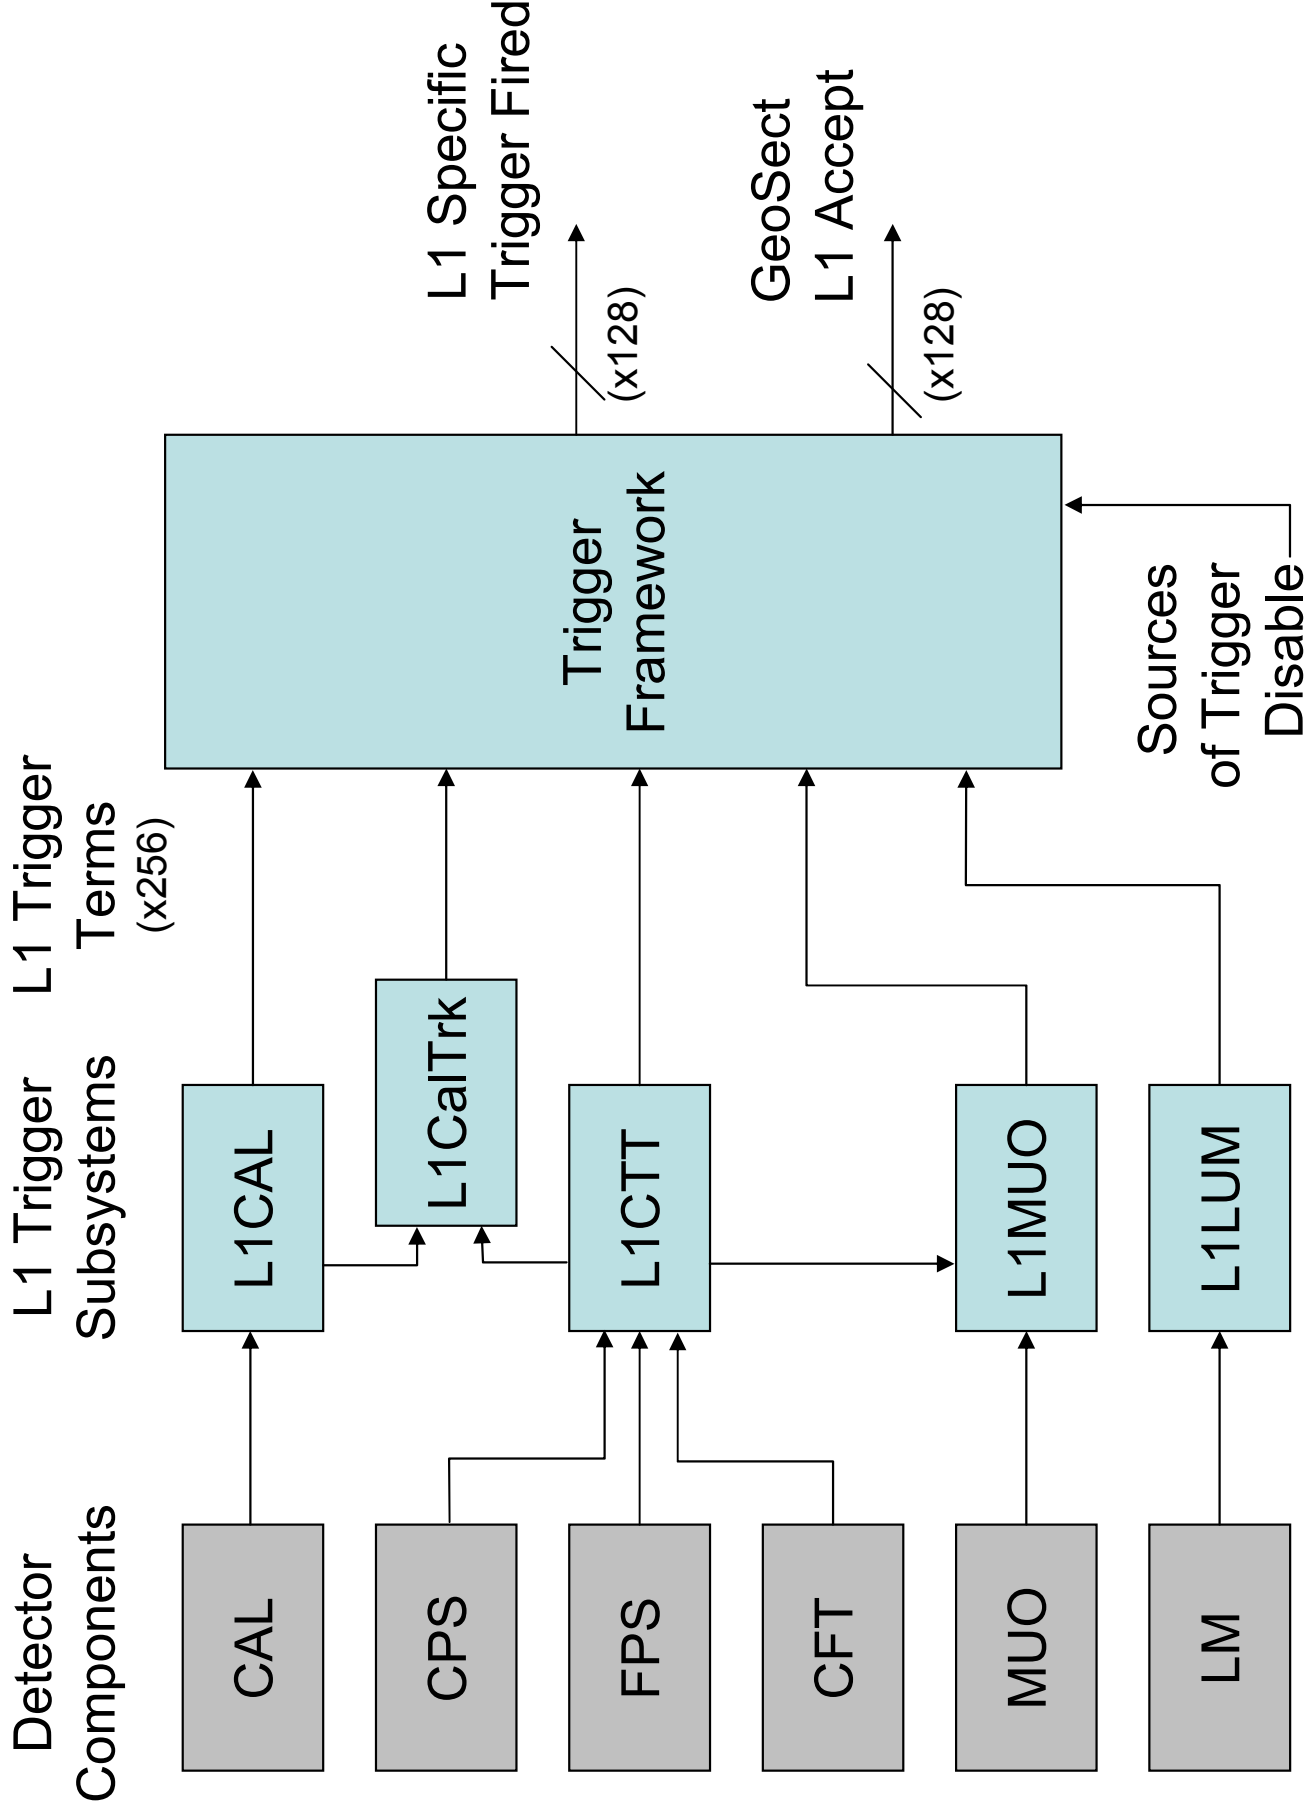 Detector
Components
L1 Trigger
Subsystems
L1 Trigger
Terms
(x256)
CAL
L1CAL
CPS
L1CalTrk
FPS
L1CTT
CFT
MUO
L1MUO
LM
L1LUM
Trigger
Framework
L1 Specific
Trigger Fired
(x128)
GeoSect
L1 Accept
(x128)
Sources
of Trigger
Disable